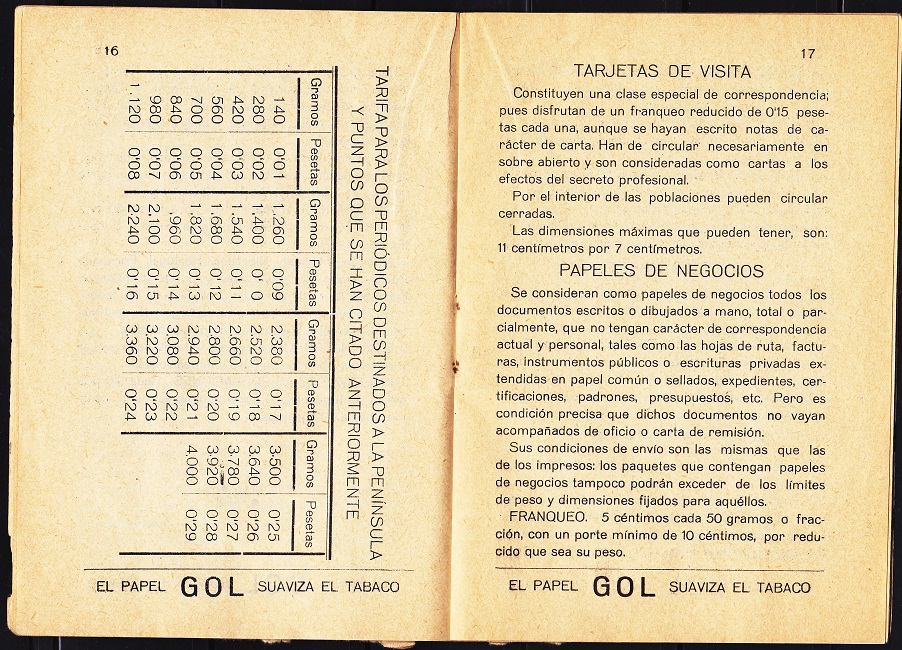 16
TARIFA PARA LOS PERIÓDICOS DESTINADOS A LA PENÍNSULA
Y PUNTOS QUE SE HAN CITADO ANTERIORMENTE
Gramos Pesetas Gramos Pesetas Gramos Pesetas Gramos Pesetas
140 0'01 1.260 0'09 2.380 0'17 3.500 0'25
280 0'02 1.400 0' 0 2.520 0'18 3.640 0'26
420 0'03 1.540 0'11 2.660 0'19 3.780 0'27
560 0'04 1.680 0'12 2.800 0'20 3.920 0'28
700 0'05 1.820 0'13 2.940 0'21 4.000 0'29
840 0'06 .960 0'14 3.080 0'22
980 0'07 2.100 0'15 3.220 0'23
1.120 0'08 2.240 0'16 3.360 0'24
EL PAPEL GOL SUAVIZA EL TABACO
17
TARJETAS DE VISITA
Constituyen una clase especial de correspondencia;
pues disfrutan de un franqueo reducido de 0'15 pese-
tas cada una, aunque se hayan escrito notas de ca-
rácter de carta. Han de circular necesariamente en
sobre abierto y son consideradas como cartas a los
efectos del secreto profesional.
Por el interior de las poblaciones pueden circular
cerradas.
Las dimensiones máximas que pueden tener, son:
11 centímetros por 7 centímetros.
PAPELES DE NEGOCIOS
Se consideran como papeles de negocios todos los
documentos escritos o dibujados a mano, total o par-
cialmente, que no tengan carácter de correspondencia
actual y personal, tales como las hojas de ruta, factu-
ras, instrumentos públicos o escrituras privadas ex-
tendidas en papel común o sellados, expedientes, cer-
tificaciones, padrones, presupuestos, etc. Pero es
condición precisa que dichos documentos no vayan
acompañados de oficio o carta de remisión.
Sus condiciones de envío son las mismas que las
de los impresos: los paquetes que contengan papeles
de negocios tampoco podrán exceder de los límites
de peso y dimensiones fijados para aquéllos.
FRANQUEO. 5 céntimos cada 50 gramos o frac-
ción, con un porte mínimo de 10 céntimos, por redu-
cido que sea su peso.
EL PAPEL GOL SUAVIZA EL TABACO